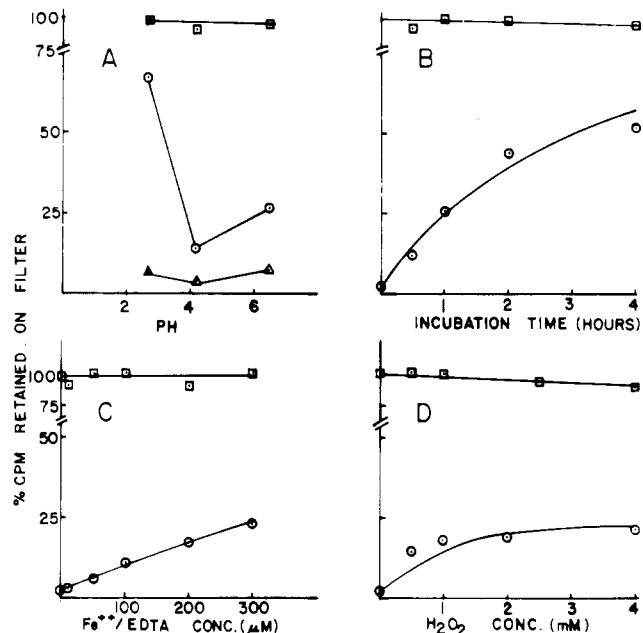 % CPM RETAINED ON FILTER
100
75
50
25
A
2 4 6
PH
B
1 2 3 4
INCUBATION TIME (HOURS)
100
75
50
25
C
100 200 300
Fe++/EDTA CONC. (μM)
D
1 2 3 4
H2O2 CONC. (mM)